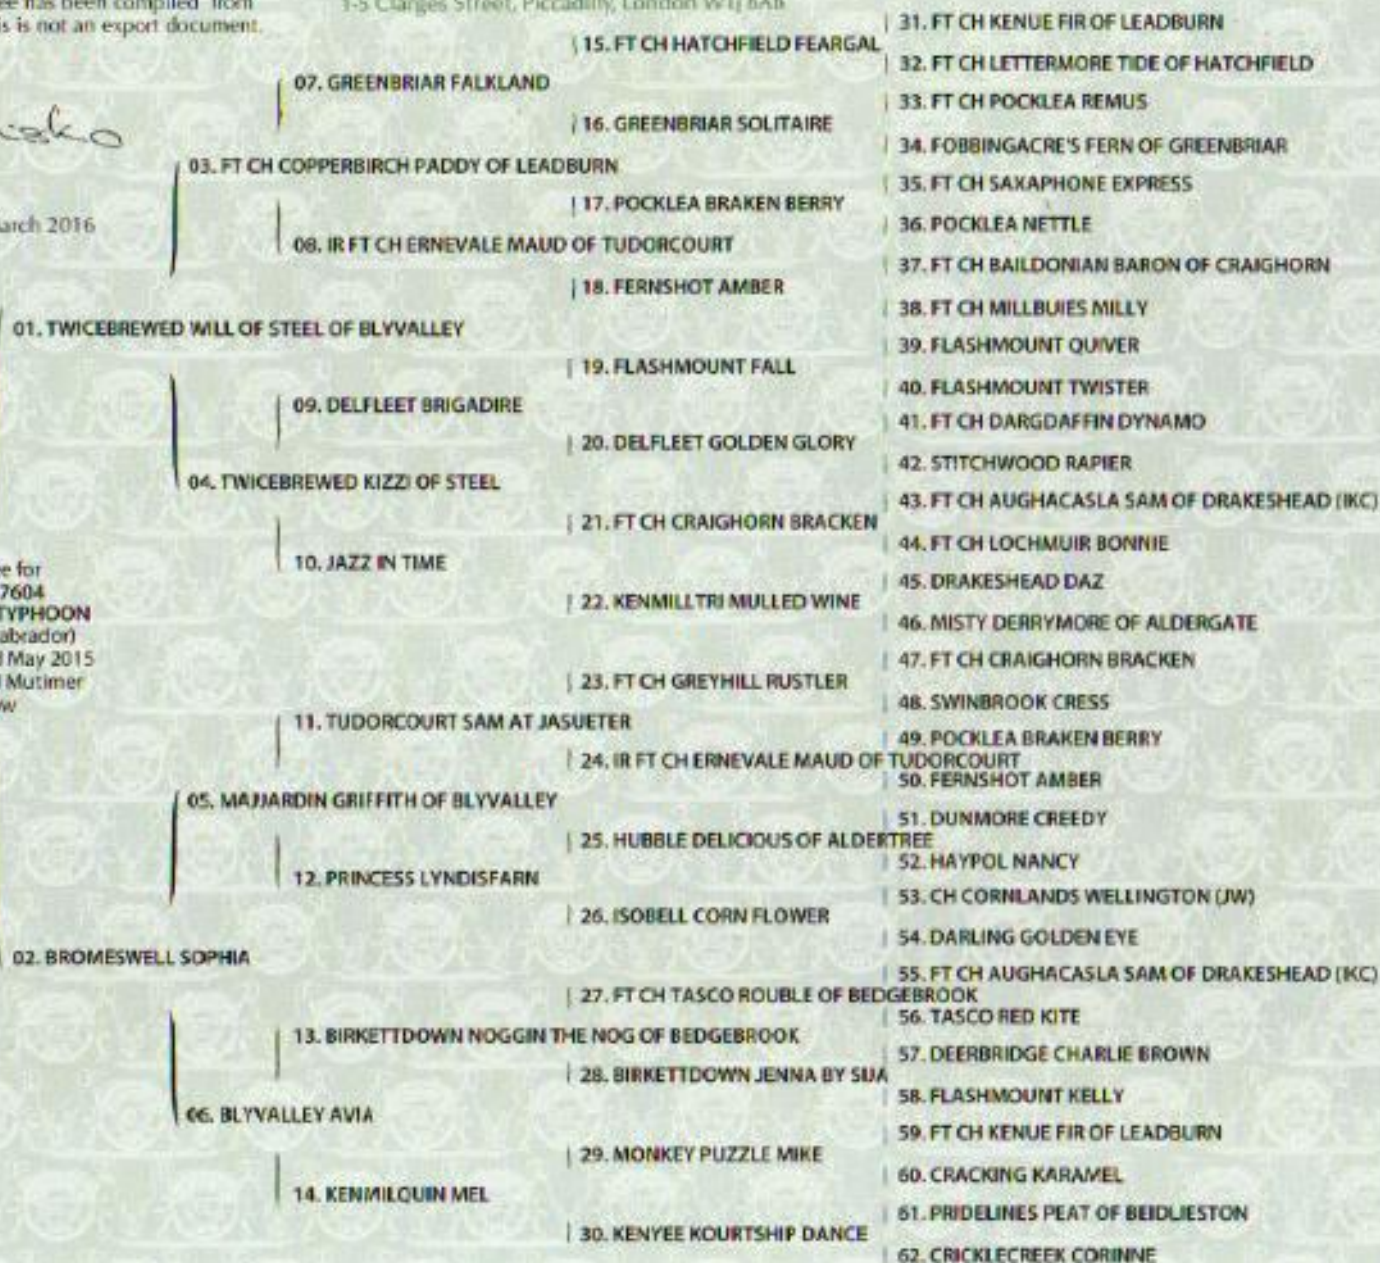 ee has been compiled from
s is not an export document.
1-5 Clarges Street, Piccadilly, London W1J 8AB
arch 2016
e for
7604
TYPHOON
abrador)
May 2015
Mutimer
ow
01. TWICEBREWED WILL OF STEEL OF BLYVALLEY
02. BROMESWELL SOPHIA
03. FT CH COPPERBIRCH PADDY OF LEADBURN
04. TWICEBREWED KIZZI OF STEEL
05. MAJJARDIN GRIFFITH OF BLYVALLEY
06. BLYVALLEY AVIA
07. GREENBRIAR FALKLAND
08. IR FT CH ERNEVALE MAUD OF TUDORCOURT
09. DELFLEET BRIGADIRE
10. JAZZ IN TIME
11. TUDORCOURT SAM AT JASUETER
12. PRINCESS LYNDISFARN
13. BIRKETTDOWN NOGGIN THE NOG OF BEDGEBROOK
14. KENMILQUIN MEL
15. FT CH HATCHFIELD FEARGAL
16. GREENBRIAR SOLITAIRE
17. POCKLEA BRAKEN BERRY
18. FERNSHOT AMBER
19. FLASHMOUNT FALL
20. DELFLEET GOLDEN GLORY
21. FT CH CRAIGHORN BRACKEN
22. KENMILLTRI MULLED WINE
23. FT CH GREYHILL RUSTLER
24. IR FT CH ERNEVALE MAUD OF TUDORCOURT
25. HUBBLE DELICIOUS OF ALDERTREE
26. ISOBELL CORN FLOWER
27. FT CH TASCO ROUBLE OF BEDGEBROOK
28. BIRKETTDOWN JENNA BY SIJA
29. MONKEY PUZZLE MIKE
30. KENYEE KOURTSHIP DANCE
31. FT CH KENUE FIR OF LEADBURN
32. FT CH LETTERMORE TIDE OF HATCHFIELD
33. FT CH POCKLEA REMUS
34. FOBBINGACRE'S FERN OF GREENBRIAR
35. FT CH SAXAPHONE EXPRESS
36. POCKLEA NETTLE
37. FT CH BAILDONIAN BARON OF CRAIGHORN
38. FT CH MILLBUIES MILLY
39. FLASHMOUNT QUIVER
40. FLASHMOUNT TWISTER
41. FT CH DARGDAFFIN DYNAMO
42. STITCHWOOD RAPIER
43. FT CH AUGHACASLA SAM OF DRAKESHEAD (IKC)
44. FT CH LOCHMUIR BONNIE
45. DRAKESHEAD DAZ
46. MISTY DERRYMORE OF ALDERGATE
47. FT CH CRAIGHORN BRACKEN
48. SWINBROOK CRESS
49. POCKLEA BRAKEN BERRY
50. FERNSHOT AMBER
51. DUNMORE CREEDY
52. HAYPOL NANCY
53. CH CORNLANDS WELLINGTON (JW)
54. DARLING GOLDEN EYE
55. FT CH AUGHACASLA SAM OF DRAKESHEAD (IKC)
56. TASCO RED KITE
57. DEERBRIDGE CHARLIE BROWN
58. FLASHMOUNT KELLY
59. FT CH KENUE FIR OF LEADBURN
60. CRACKING KARAMEL
61. PRIDELINES PEAT OF BEIDLIESTON
62. CRICKLECREEK CORINNE